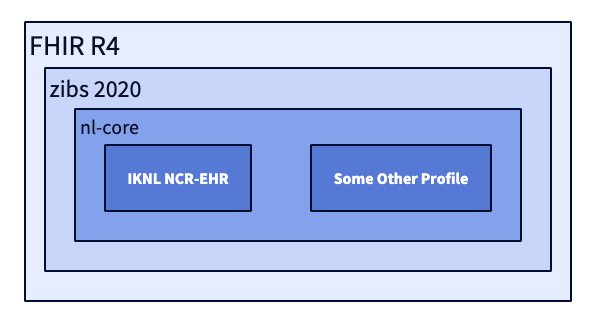 FHIR R4
zibs 2020
nl-core
IKNL NCR-EHR
Some Other Profile